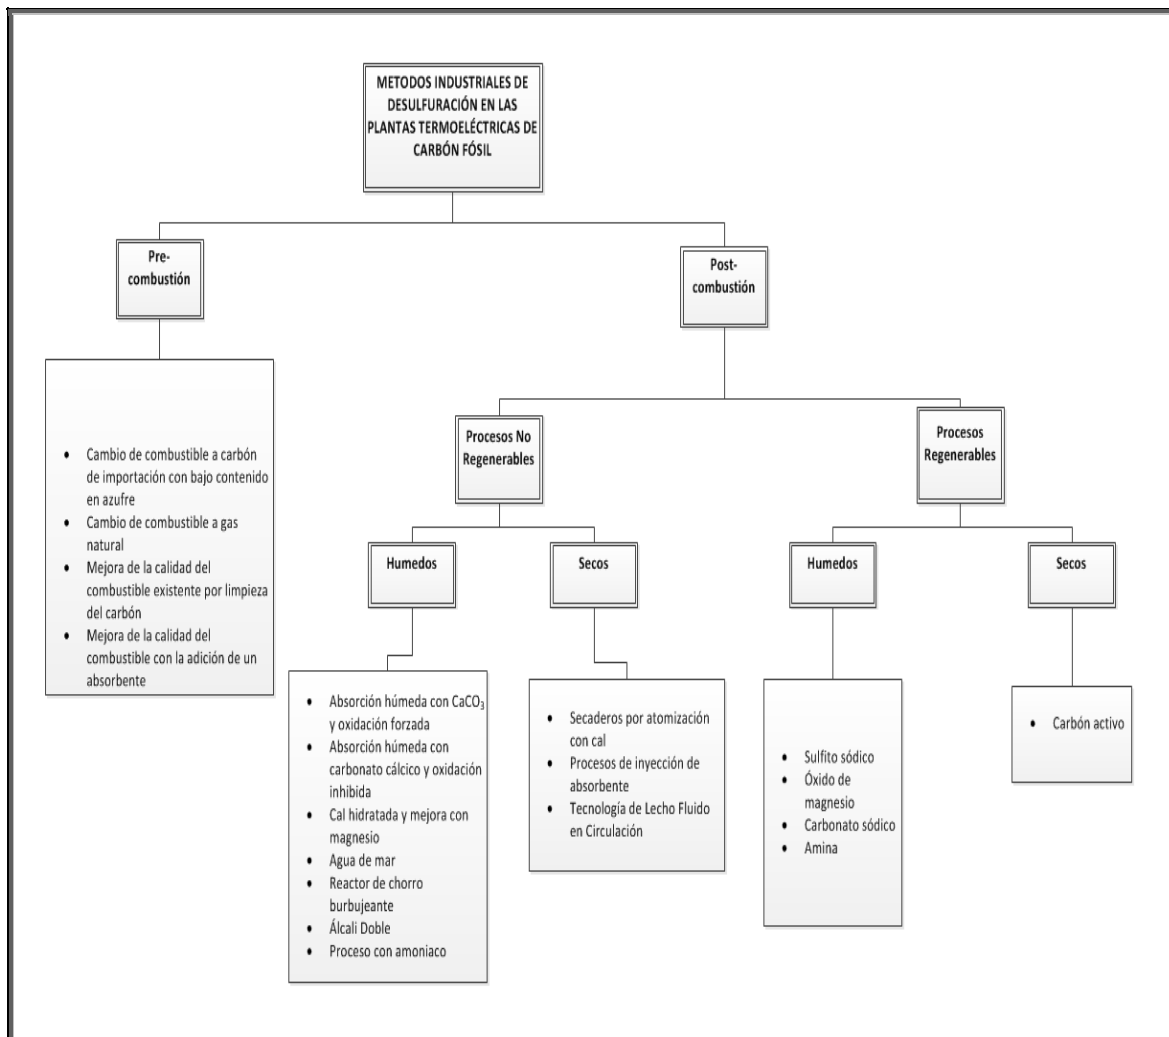 METODOS INDUSTRIALES DE
DESULFURACIÓN EN LAS
PLANTAS TERMOELÉCTRICAS DE
CARBÓN FÓSIL
Pre-
combustión
Post-
combustión
• Cambio de combustible a carbón
de importación con bajo contenido
en azufre
• Cambio de combustible a gas
natural
• Mejora de la calidad del
combustible existente por limpieza
del carbón
• Mejora de la calidad del
combustible con la adición de un
absorbente
Procesos No
Regenerables
Procesos
Regenerables
Humedos
Secos
Humedos
Secos
• Absorción húmeda con CaCO₃
y oxidación forzada
• Absorción húmeda con
carbonato cálcico y oxidación
inhibida
• Cal hidratada y mejora con
magnesio
• Agua de mar
• Reactor de chorro
burbujeante
• Álcali Doble
• Proceso con amoniaco
• Secaderos por atomización
con cal
• Procesos de inyección de
absorbente
• Tecnología de Lecho Fluido
en Circulación
• Sulfito sódico
• Óxido de
magnesio
• Carbonato sódico
• Amina
• Carbón activo